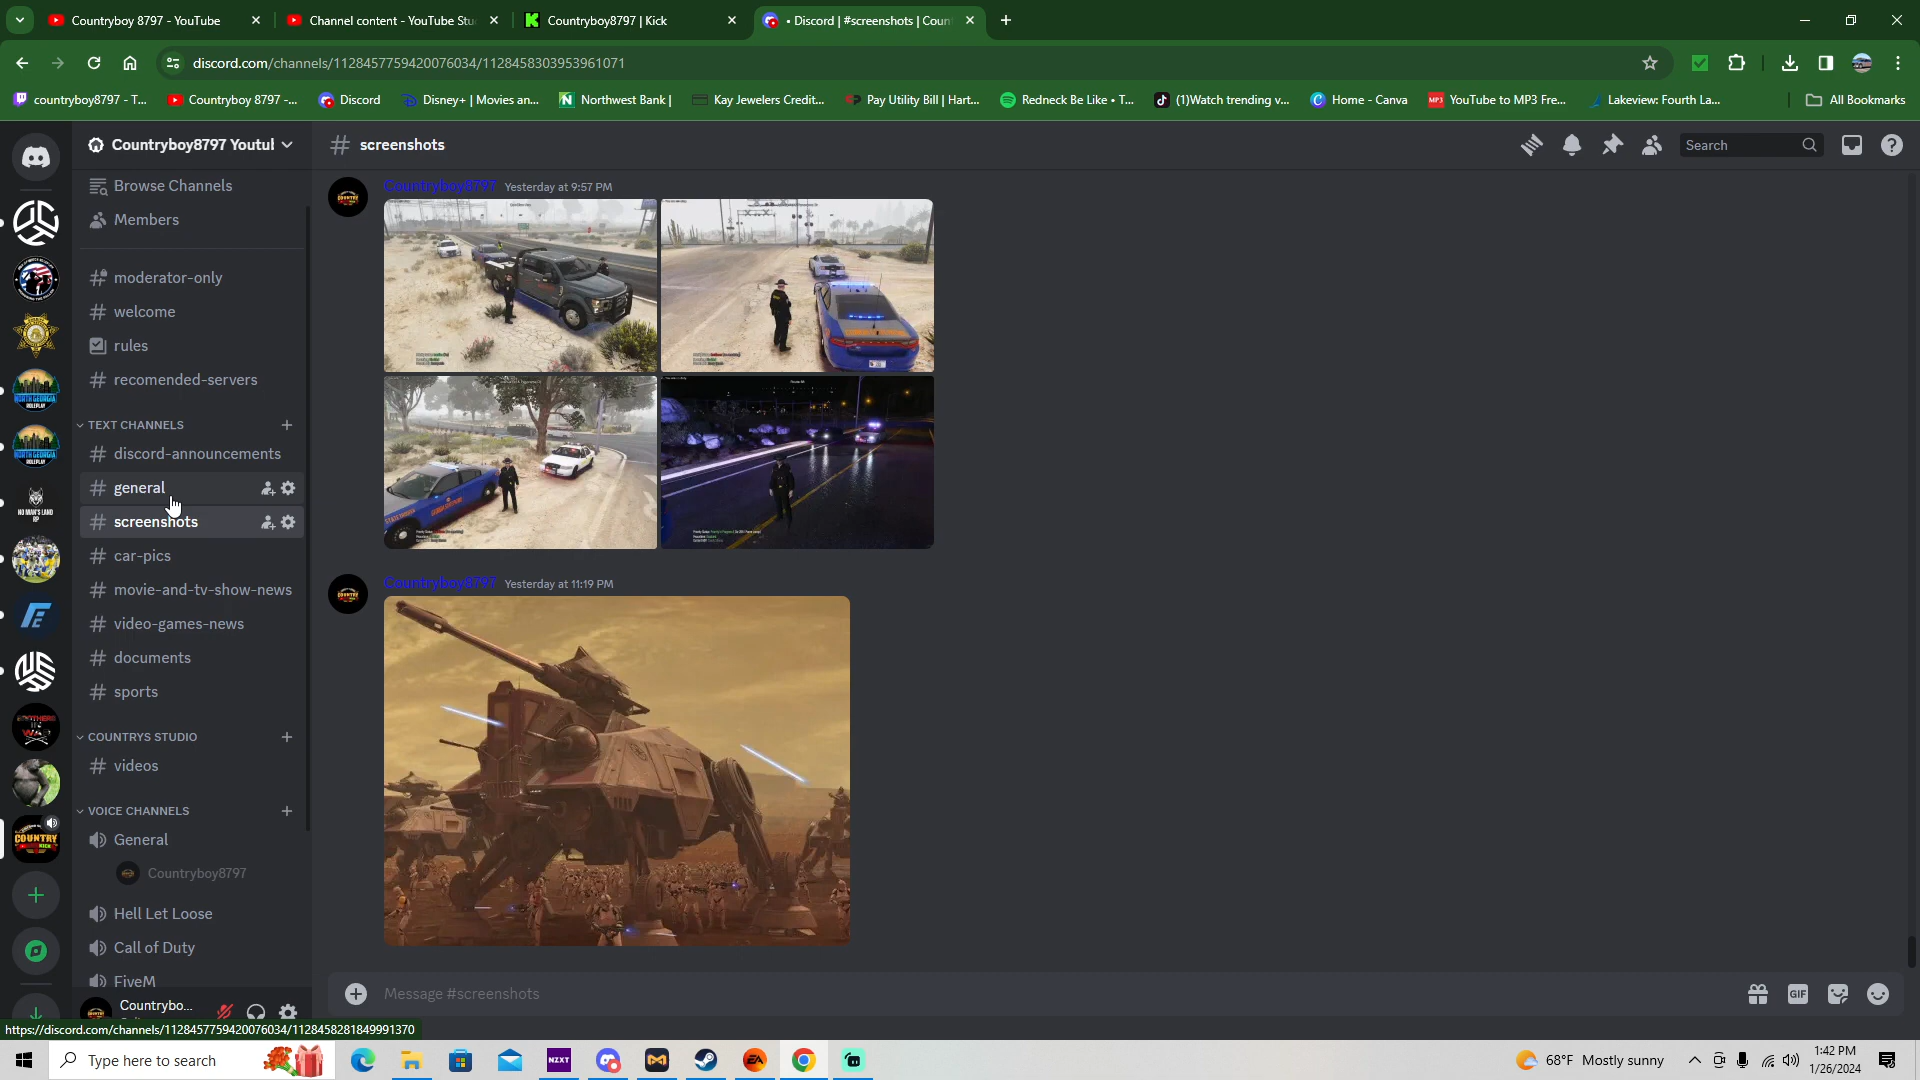 Countryboy 8797 - YouTube
Channel content - YouTube Stu
Countryboy8797 | Kick
• Discord | #screenshots | Coun
discord.com/channels/1128457759420076034/1128458303953961071
countryboy8797 - T...
Countryboy 8797 -...
Discord
Disney+ | Movies an...
Northwest Bank |
Kay Jewelers Credit...
Pay Utility Bill | Hart...
Redneck Be Like • T...
(1)Watch trending v...
Home - Canva
YouTube to MP3 Fre...
Lakeview: Fourth La...
All Bookmarks
Countryboy8797 Youtul
# screenshots
Search
Browse Channels
Members
moderator-only
welcome
rules
recomended-servers
TEXT CHANNELS
discord-announcements
general
screenshots
car-pics
movie-and-tv-show-news
video-games-news
documents
sports
COUNTRYS STUDIO
videos
VOICE CHANNELS
General
Countryboy8797
Hell Let Loose
Call of Duty
FiveM
Countrybo...
Countryboy8797 Yesterday at 9:57 PM
Countryboy8797 Yesterday at 11:19 PM
Message #screenshots
GIF
https://discord.com/channels/1128457759420076034/1128458281849991370
Type here to search
NZXT
68°F Mostly sunny
1:42 PM
1/26/2024